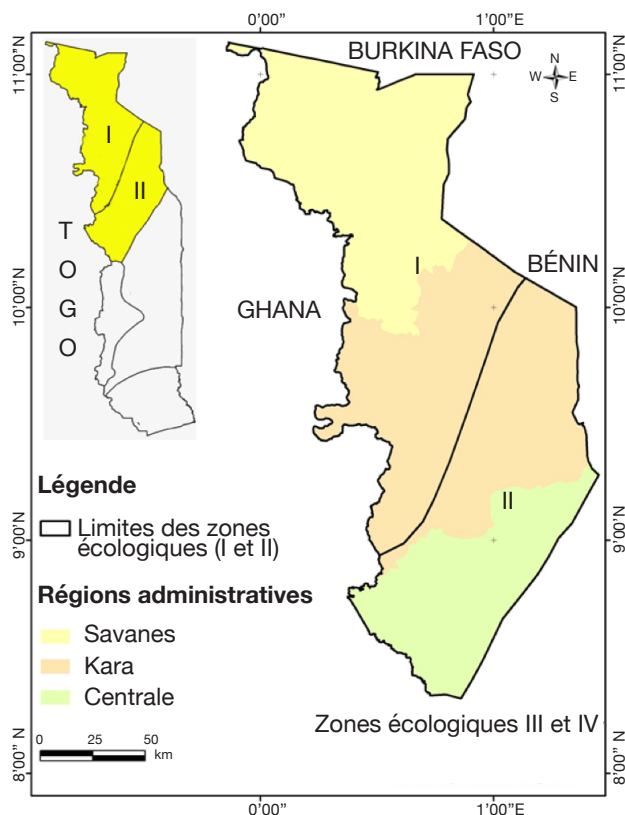 0'00"
1'00"E
BURKINA FASO
11'00"N
11'00"N
N
W
E
S
I
II
T
O
G
O
I
BÉNIN
10'00"N
10'00"N
GHANA
Légende
Limites des zones
écologiques (I et II)
II
9'00"N
9'00"N
Régions administratives
Savanes
Kara
Centrale
Zones écologiques III et IV
0
25
50
km
8'00" N
8'00" N
0'00"
1'00"E